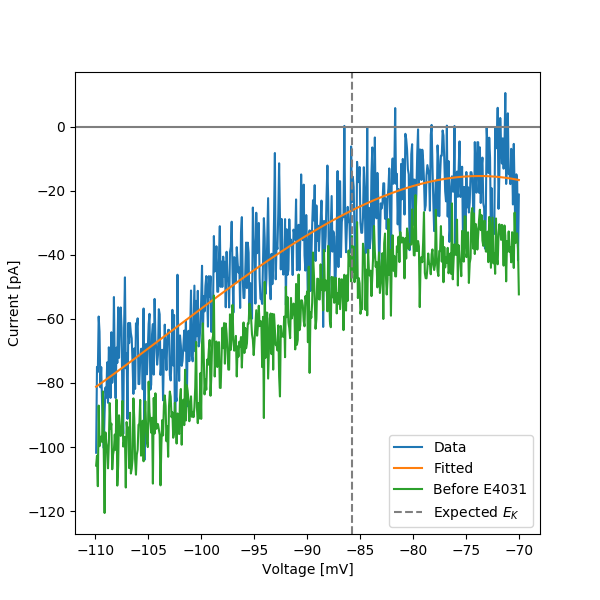 Current [pA]
0
−20
−40
−60
−80
−100
−120
−110
−105
−100
−95
−90
−85
−80
−75
−70
Voltage [mV]
Data
Fitted
Before E4031
Expected E_K